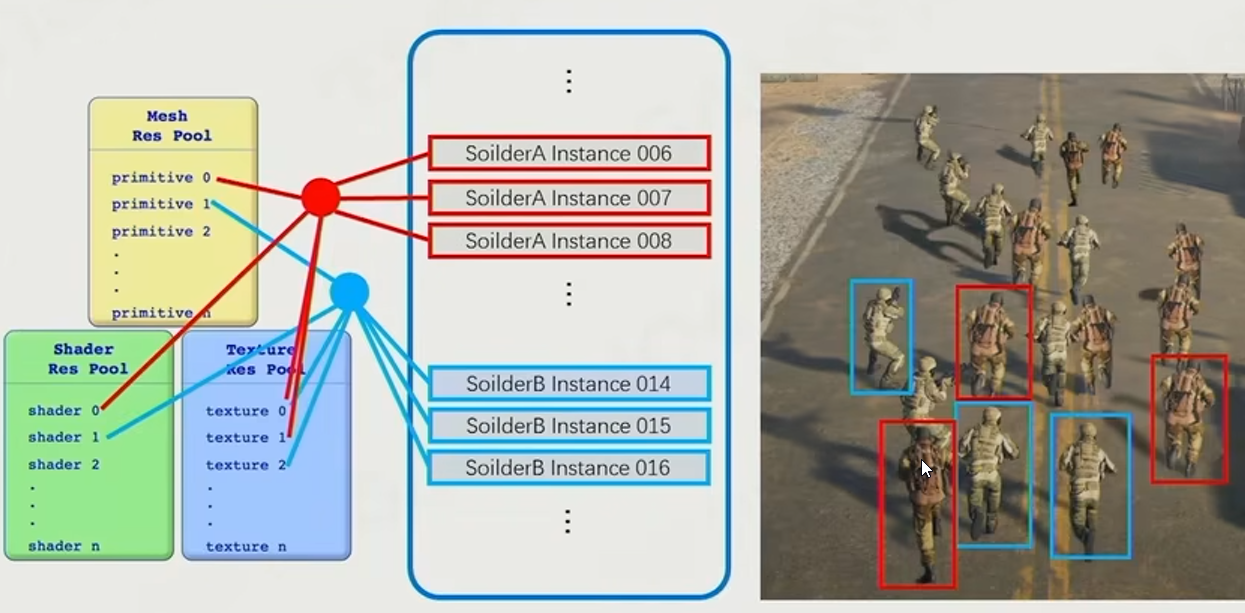 Mesh
Res Pool
primitive 0
primitive 1
primitive 2
.
.
.
primitive n
Shader
Res Pool
shader 0
shader 1
shader 2
.
.
.
shader n
Texture
Res Pool
texture 0
texture 1
texture 2
.
.
.
texture n
SoilderA Instance 006
SoilderA Instance 007
SoilderA Instance 008
SoilderB Instance 014
SoilderB Instance 015
SoilderB Instance 016